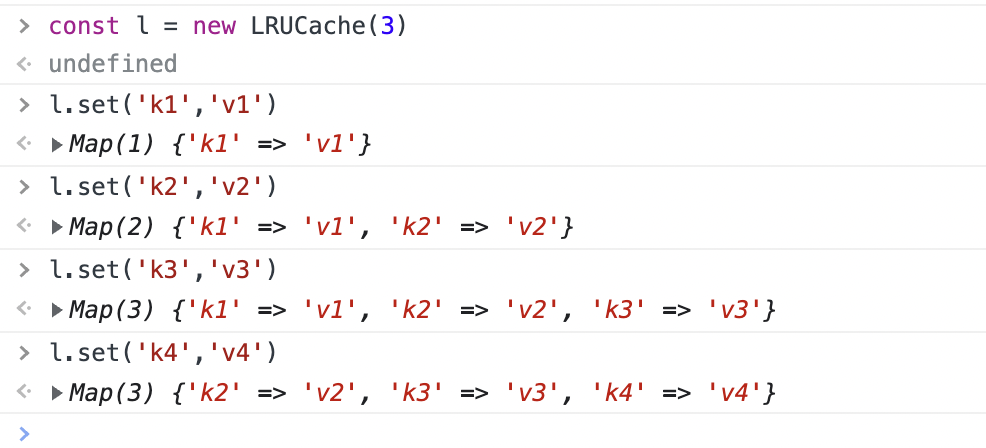 > const l = new LRUCache(3)
undefined
> l.set('k1','v1')
Map(1) {'k1' => 'v1'}
> l.set('k2','v2')
Map(2) {'k1' => 'v1', 'k2' => 'v2'}
> l.set('k3','v3')
Map(3) {'k1' => 'v1', 'k2' => 'v2', 'k3' => 'v3'}
> l.set('k4','v4')
Map(3) {'k2' => 'v2', 'k3' => 'v3', 'k4' => 'v4'}
>